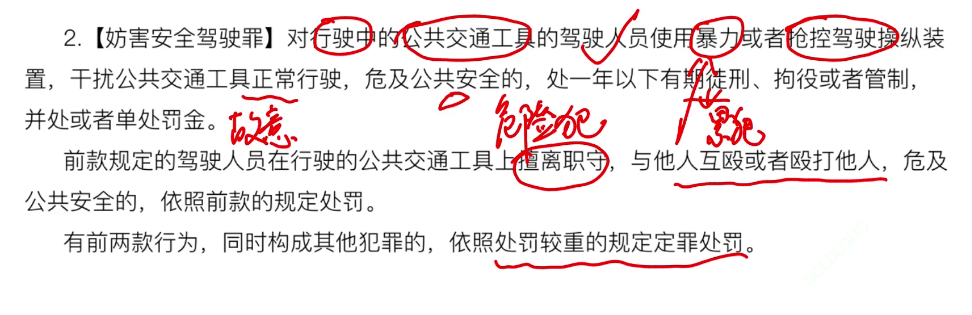 2.【妨害安全驾驶罪】对行驶中的公共交通工具的驾驶人员使用暴力或者抢控驾驶操纵装
置，干扰公共交通工具正常行驶，危及公共安全的，处一年以下有期徒刑、拘役或者管制，
并处或者单处罚金。
故意
危险犯
累犯
前款规定的驾驶人员在行驶的公共交通工具上擅离职守，与他人互殴或者殴打他人，危及
公共安全的，依照前款的规定处罚。
有前两款行为，同时构成其他犯罪的，依照处罚较重的规定定罪处罚。